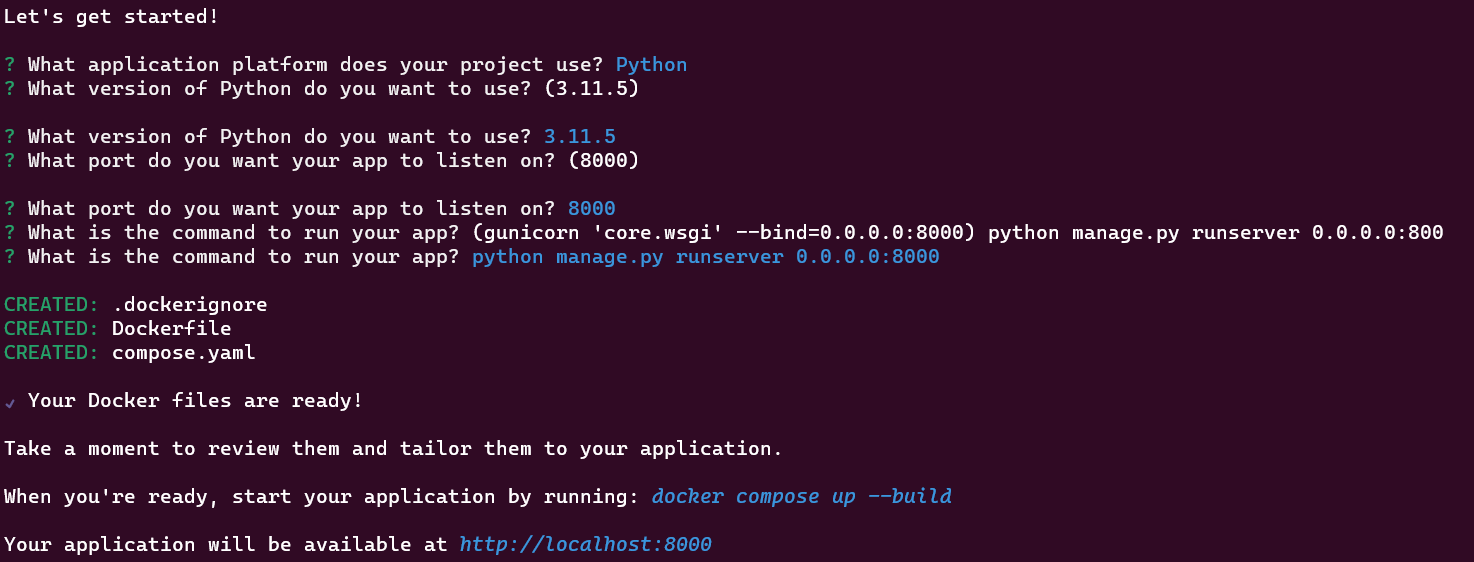 Let's get started!
? What application platform does your project use? Python
? What version of Python do you want to use? (3.11.5)
? What version of Python do you want to use? 3.11.5
? What port do you want your app to listen on? (8000)
? What port do you want your app to listen on? 8000
? What is the command to run your app? (gunicorn 'core.wsgi' --bind=0.0.0.0:8000) python manage.py runserver 0.0.0.0:800
? What is the command to run your app? python manage.py runserver 0.0.0.0:8000
CREATED: .dockerignore
CREATED: Dockerfile
CREATED: compose.yaml
✓ Your Docker files are ready!
Take a moment to review them and tailor them to your application.
When you're ready, start your application by running: docker compose up --build
Your application will be available at http://localhost:8000